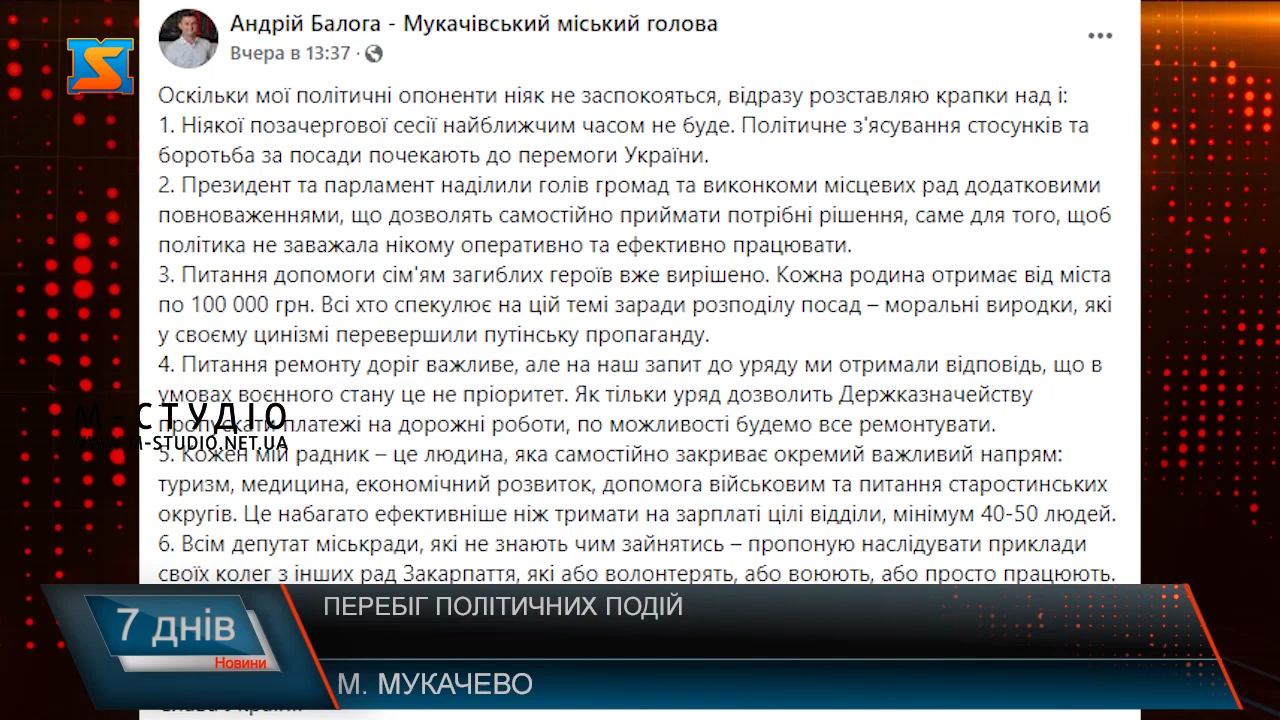 Андрій Балога - Мукачівський міський голова
Вчера в 13:37 ·
Оскільки мої політичні опоненти ніяк не заспокояться, відразу розставляю крапки над і:
1. Ніякої позачергової сесії найближчим часом не буде. Політичне з'ясування стосунків та
боротьба за посади почекають до перемоги України.
2. Президент та парламент наділили голів громад та виконкоми місцевих рад додатковими
повноваженнями, що дозволять самостійно приймати потрібні рішення, саме для того, щоб
політика не заважала нікому оперативно та ефективно працювати.
3. Питання допомоги сім'ям загиблих героїв вже вирішено. Кожна родина отримає від міста
по 100 000 грн. Всі хто спекулює на цій темі заради розподілу посад – моральні виродки, які
у своєму цинізмі перевершили путінську пропаганду.
4. Питання ремонту доріг важливе, але на наш запит до уряду ми отримали відповідь, що в
умовах воєнного стану це не пріоритет. Як тільки уряд дозволить Держказначейству
М-СТУДІО
пропускати платежі на дорожні роботи, по можливості будемо все ремонтувати.
WWW.M-STUDIO.NET.UA
5. Кожен мій радник – це людина, яка самостійно закриває окремий важливий напрям:
туризм, медицина, економічний розвиток, допомога військовим та питання старостинських
округів. Це набагато ефективніше ніж тримати на зарплаті цілі відділи, мінімум 40-50 людей.
6. Всім депутат міськради, які не знають чим зайнятись – пропоную наслідувати приклади
своїх колег з інших рад Закарпаття, які або волонтерять, або воюють, або просто працюють.
ПЕРЕБІГ ПОЛІТИЧНИХ ПОДІЙ
7 днів
Новини
М. МУКАЧЕВО